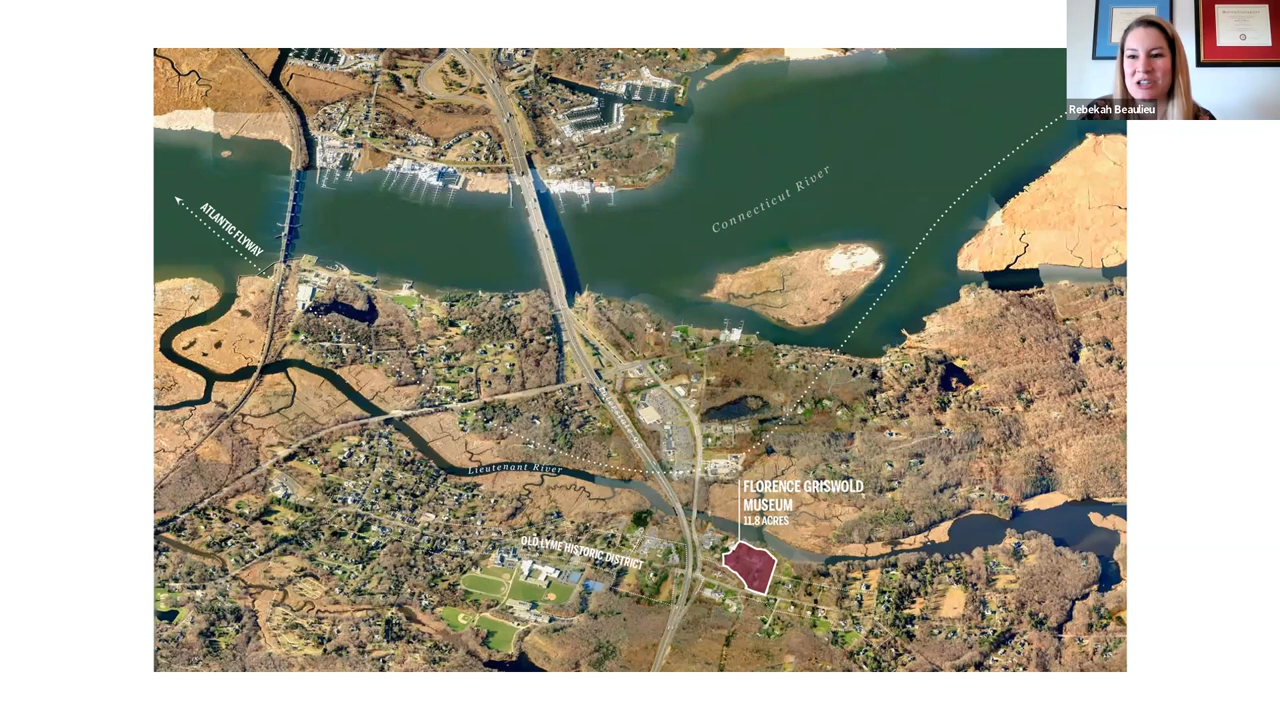 Rebekah Beaulieu
Connecticut River
ATLANTIC FLYWAY
Lieutenant River
FLORENCE GRISWOLD
MUSEUM
11.8 ACRES
OLD LYME HISTORIC DISTRICT